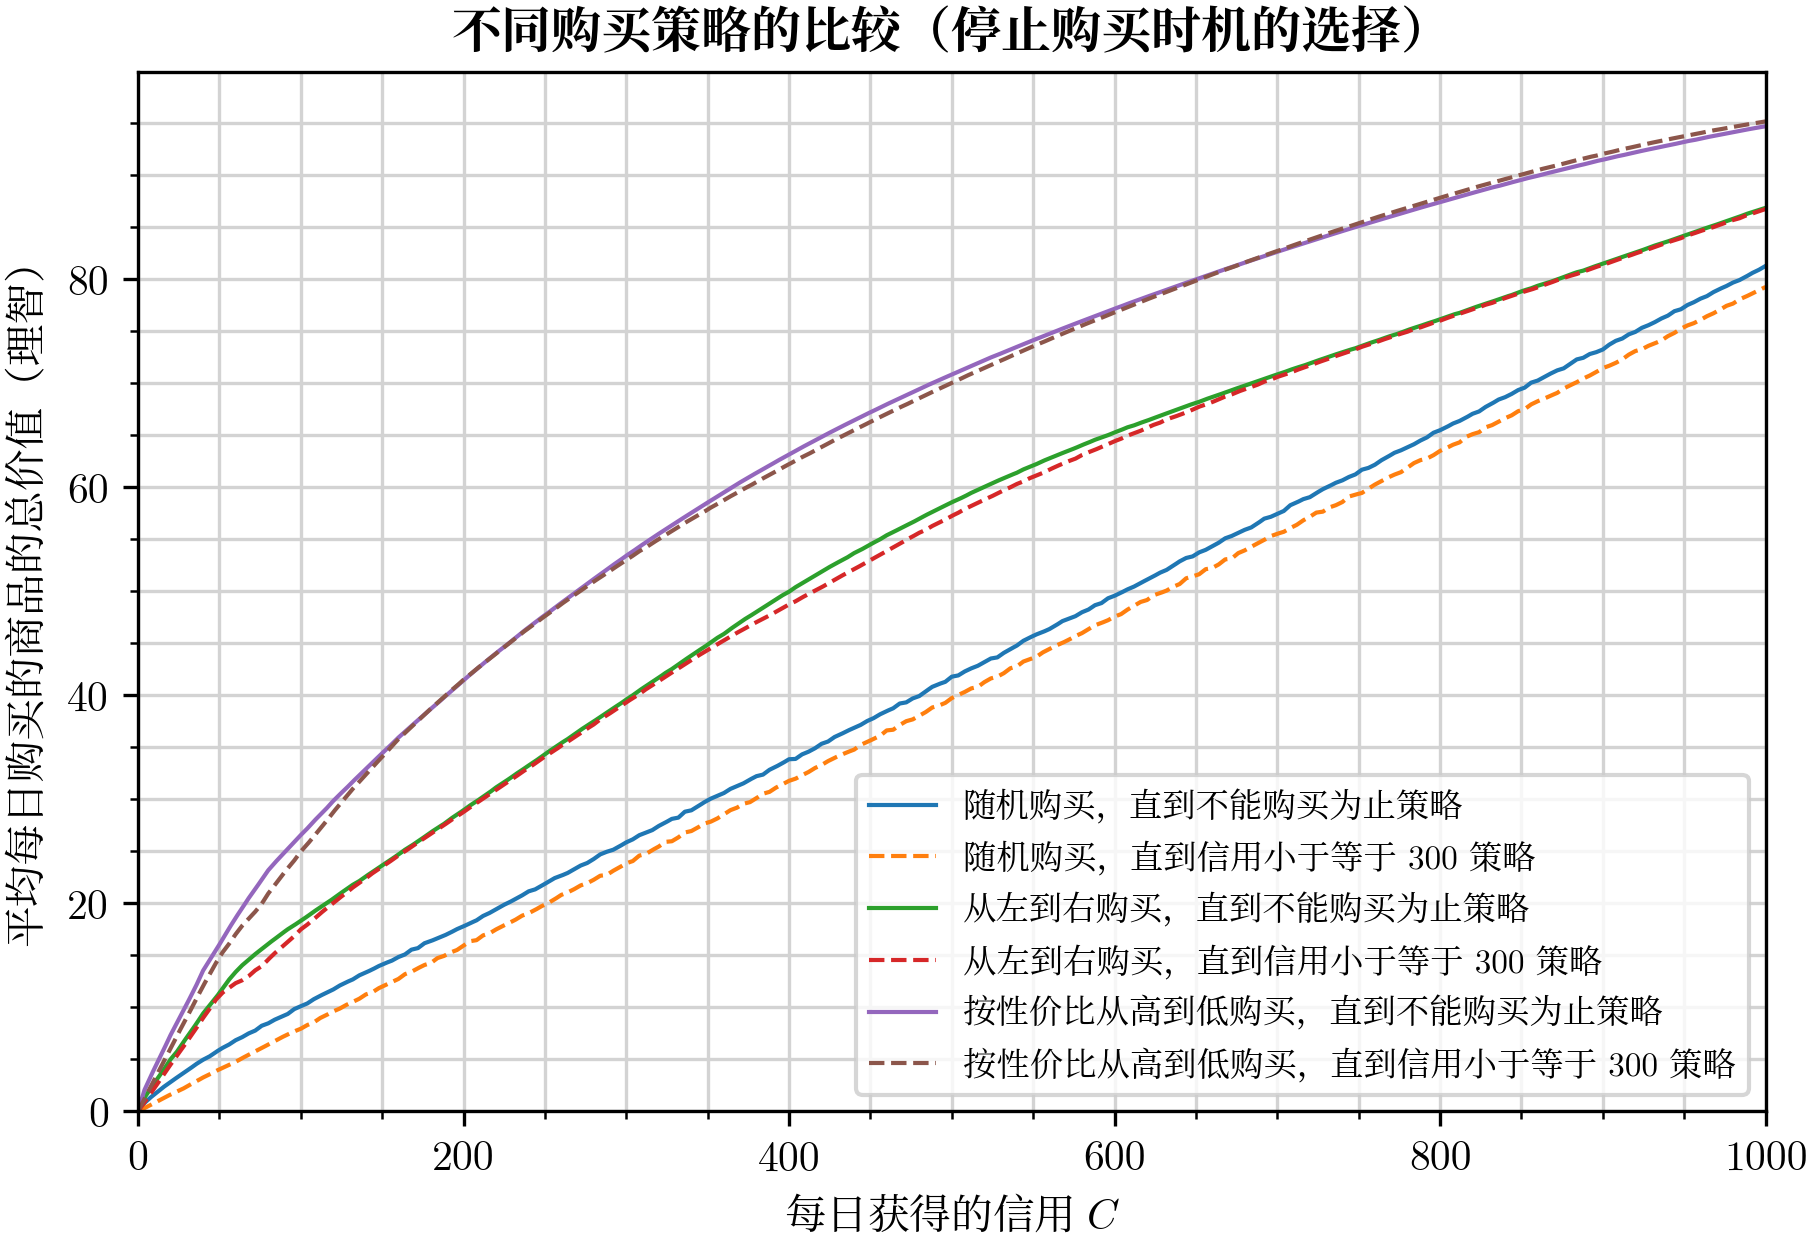 不同购买策略的比较（停止购买时机的选择）
平均每日购买的商品的总价值（理智）
80
60
40
20
0
随机购买，直到不能购买为止策略
随机购买，直到信用小于等于 300 策略
从左到右购买，直到不能购买为止策略
从左到右购买，直到信用小于等于 300 策略
按性价比从高到低购买，直到不能购买为止策略
按性价比从高到低购买，直到信用小于等于 300 策略
0 200 400 600 800 1000
每日获得的信用 C